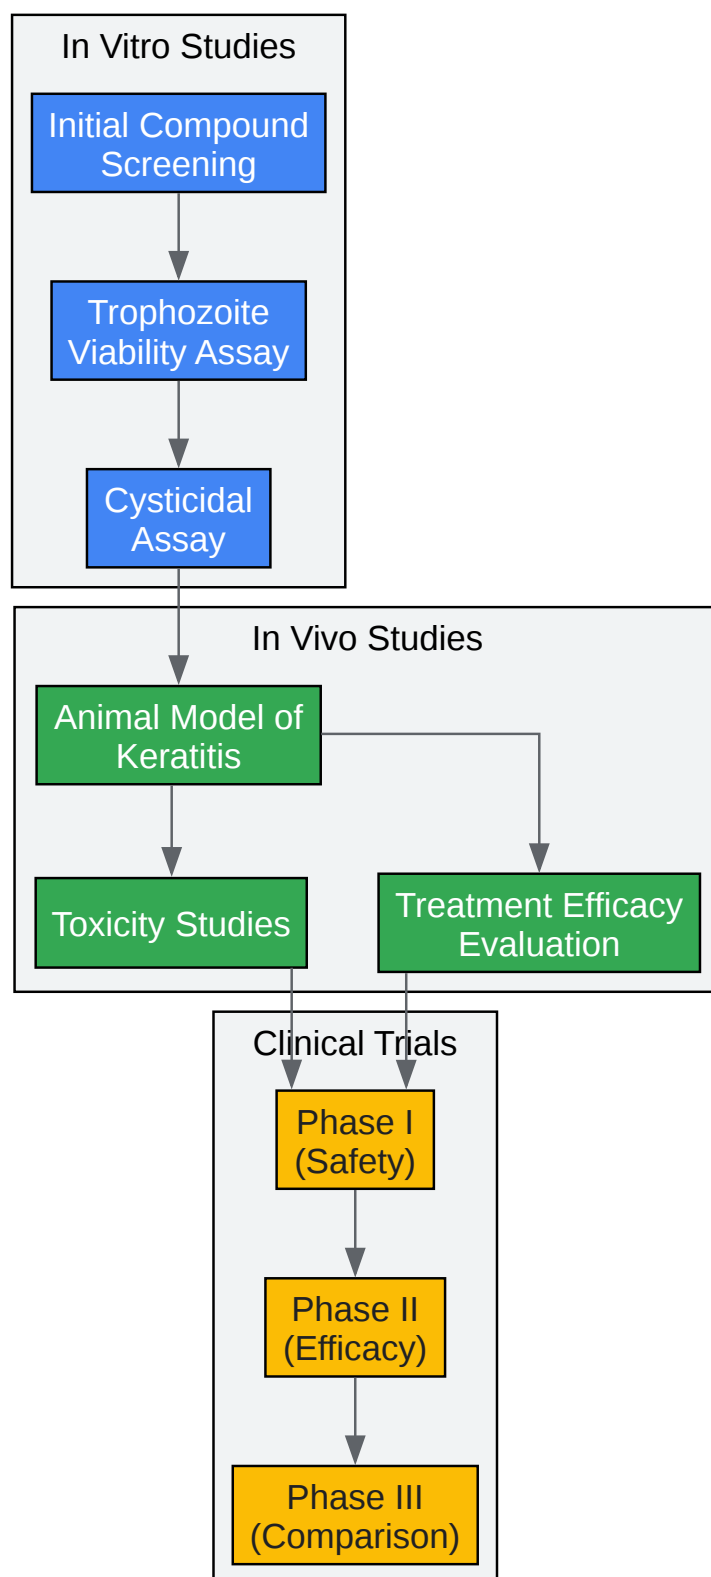 In Vitro Studies
Initial Compound
Screening
Trophozoite
Viability Assay
Cysticidal
Assay
In Vivo Studies
Animal Model of
Keratitis
Toxicity Studies
Treatment Efficacy
Evaluation
Clinical Trials
Phase I
(Safety)
Phase II
(Efficacy)
Phase III
(Comparison)